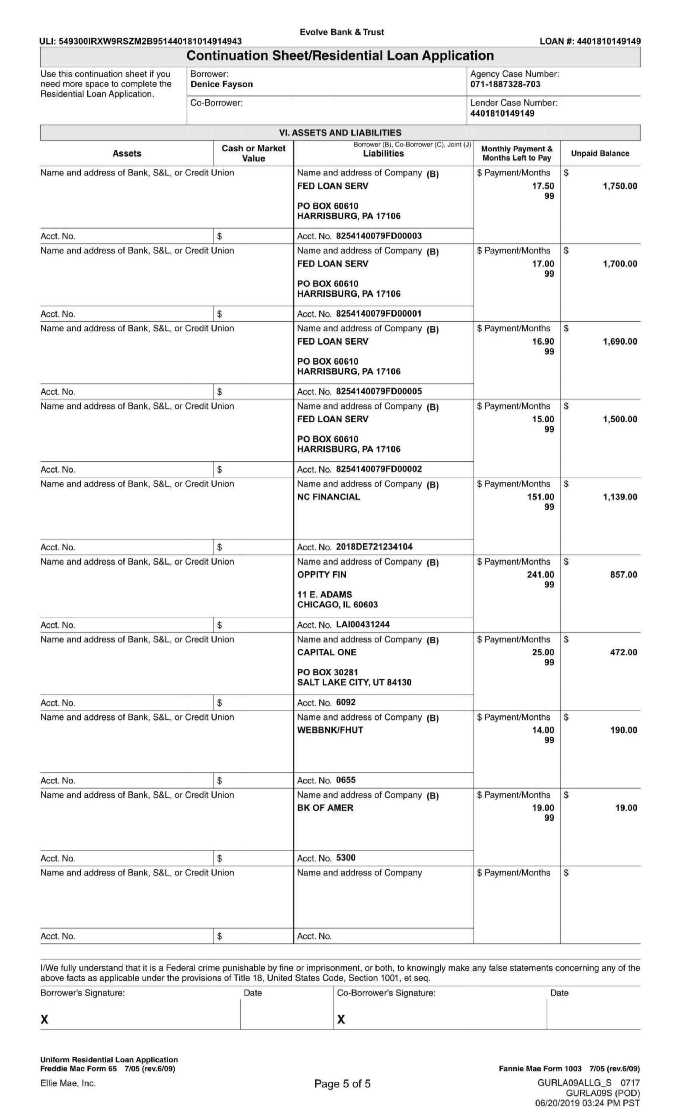 Evolve Bank & Trust
ULI: 549300IRXW9RSZM2B951440181014914943 LOAN #: 4401810149149
Continuation Sheet/Residential Loan Application
Use this continuation sheet if you need more space to complete the Residential Loan Application.
Borrower:
Denice Fayson
Agency Case Number:
071-1887328-703
Co-Borrower:
Lender Case Number:
4401810149149
VI. ASSETS AND LIABILITIES
Assets
Cash or Market Value
Borrower (B), Co-Borrower (C), Joint (J)
Liabilities
Monthly Payment & Months Left to Pay
Unpaid Balance
Name and address of Bank, S&L, or Credit Union Name and address of Company (B) $ Payment/Months $
FED LOAN SERV 17.50 1,750.00
99
PO BOX 60610
HARRISBURG, PA 17106
Acct. No. $ Acct. No. 8254140079FD00003
Name and address of Bank, S&L, or Credit Union Name and address of Company (B) $ Payment/Months $
FED LOAN SERV 17.00 1,700.00
99
PO BOX 60610
HARRISBURG, PA 17106
Acct. No. $ Acct. No. 8254140079FD00001
Name and address of Bank, S&L, or Credit Union Name and address of Company (B) $ Payment/Months $
FED LOAN SERV 16.90 1,690.00
99
PO BOX 60610
HARRISBURG, PA 17106
Acct. No. $ Acct. No. 8254140079FD00005
Name and address of Bank, S&L, or Credit Union Name and address of Company (B) $ Payment/Months $
FED LOAN SERV 15.00 1,500.00
99
PO BOX 60610
HARRISBURG, PA 17106
Acct. No. $ Acct. No. 8254140079FD00002
Name and address of Bank, S&L, or Credit Union Name and address of Company (B) $ Payment/Months $
NC FINANCIAL 151.00 1,139.00
99
Acct. No. $ Acct. No. 2018DE721234104
Name and address of Bank, S&L, or Credit Union Name and address of Company (B) $ Payment/Months $
OPPITY FIN 241.00 857.00
99
11 E. ADAMS
CHICAGO, IL 60603
Acct. No. $ Acct. No. LAI00431244
Name and address of Bank, S&L, or Credit Union Name and address of Company (B) $ Payment/Months $
CAPITAL ONE 25.00 472.00
99
PO BOX 30281
SALT LAKE CITY, UT 84130
Acct. No. $ Acct. No. 6092
Name and address of Bank, S&L, or Credit Union Name and address of Company (B) $ Payment/Months $
WEBBNK/FHUT 14.00 190.00
99
Acct. No. $ Acct. No. 0655
Name and address of Bank, S&L, or Credit Union Name and address of Company (B) $ Payment/Months $
BK OF AMER 19.00 19.00
99
Acct. No. $ Acct. No. 5300
Name and address of Bank, S&L, or Credit Union Name and address of Company $ Payment/Months $
Acct. No. $ Acct. No.
I/We fully understand that it is a Federal crime punishable by fine or imprisonment, or both, to knowingly make any false statements concerning any of the
above facts as applicable under the provisions of Title 18, United States Code, Section 1001, et seq.
Borrower's Signature: Date Co-Borrower's Signature: Date
X X
Uniform Residential Loan Application
Freddie Mac Form 65 7/05 (rev.6/09) Fannie Mae Form 1003 7/05 (rev.6/09)
Ellie Mae, Inc. Page 5 of 5 GURLA09ALLG_S 0717
GURLA09S (POD)
06/20/2019 03:24 PM PST